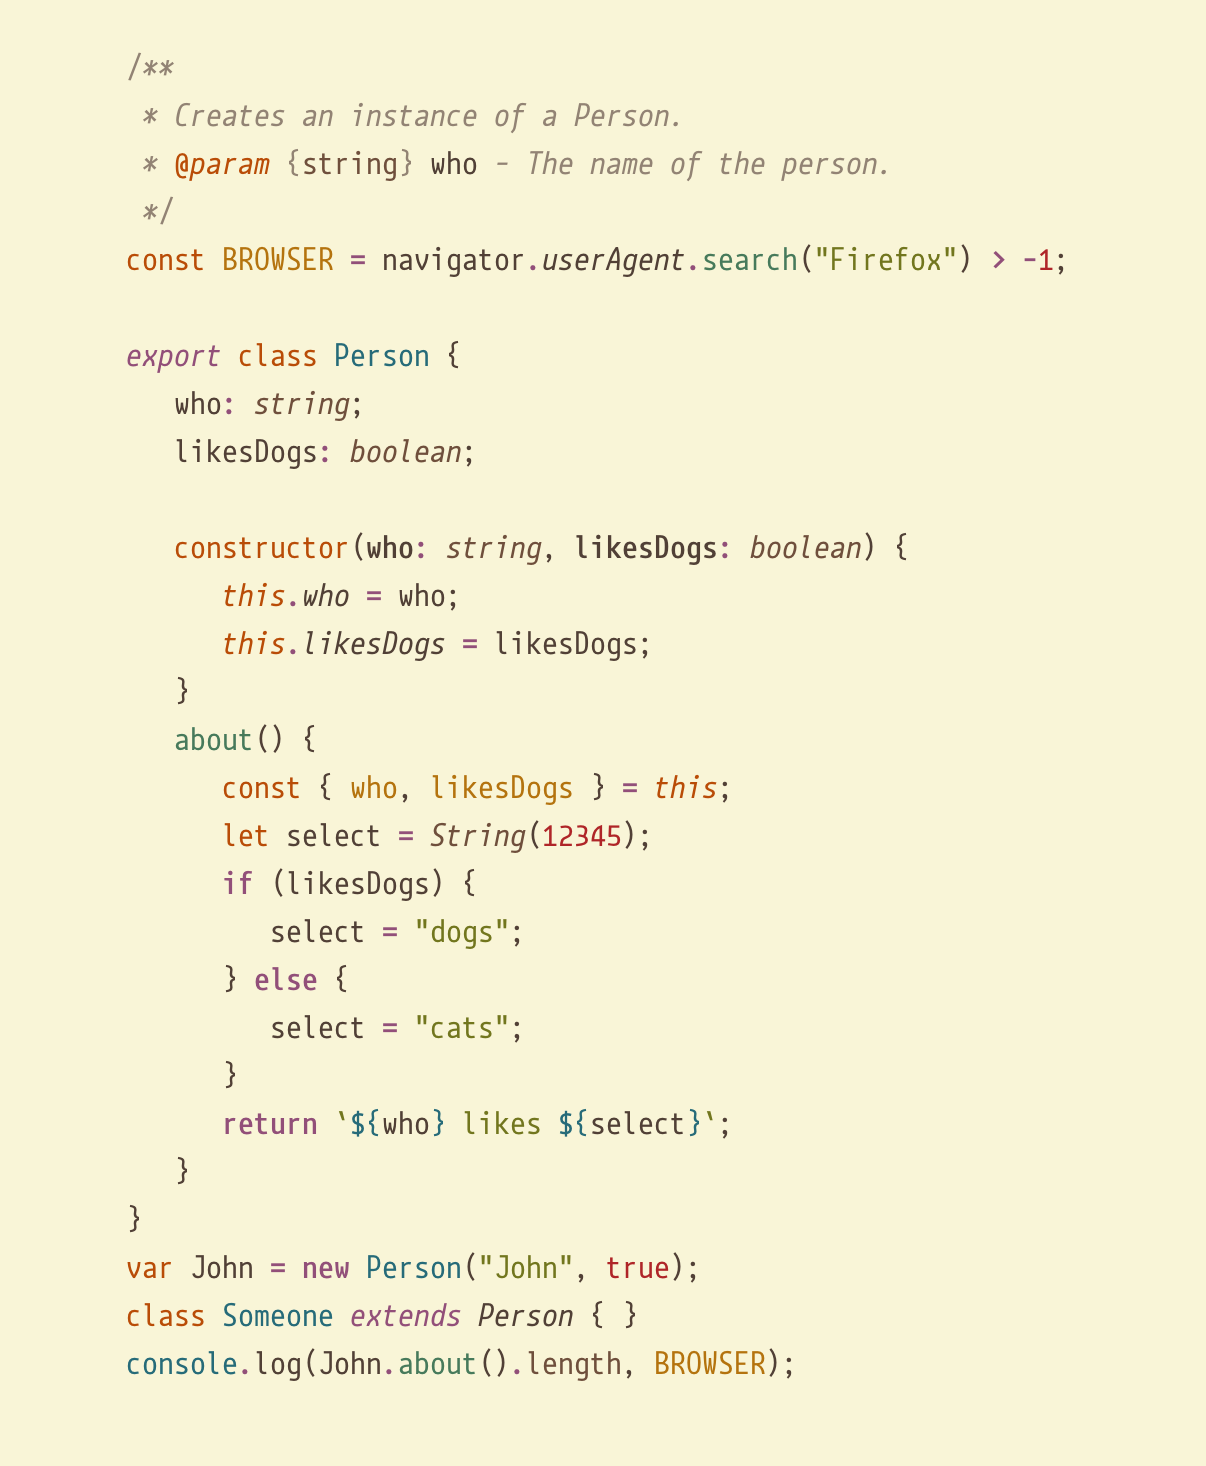 /**
 * Creates an instance of a Person.
 * @param {string} who - The name of the person.
 */
const BROWSER = navigator.userAgent.search("Firefox") > -1;

export class Person {
   who: string;
   likesDogs: boolean;

   constructor(who: string, likesDogs: boolean) {
      this.who = who;
      this.likesDogs = likesDogs;
   }
   about() {
      const { who, likesDogs } = this;
      let select = String(12345);
      if (likesDogs) {
         select = "dogs";
      } else {
         select = "cats";
      }
      return `${who} likes ${select}`;
   }
}
var John = new Person("John", true);
class Someone extends Person { }
console.log(John.about().length, BROWSER);